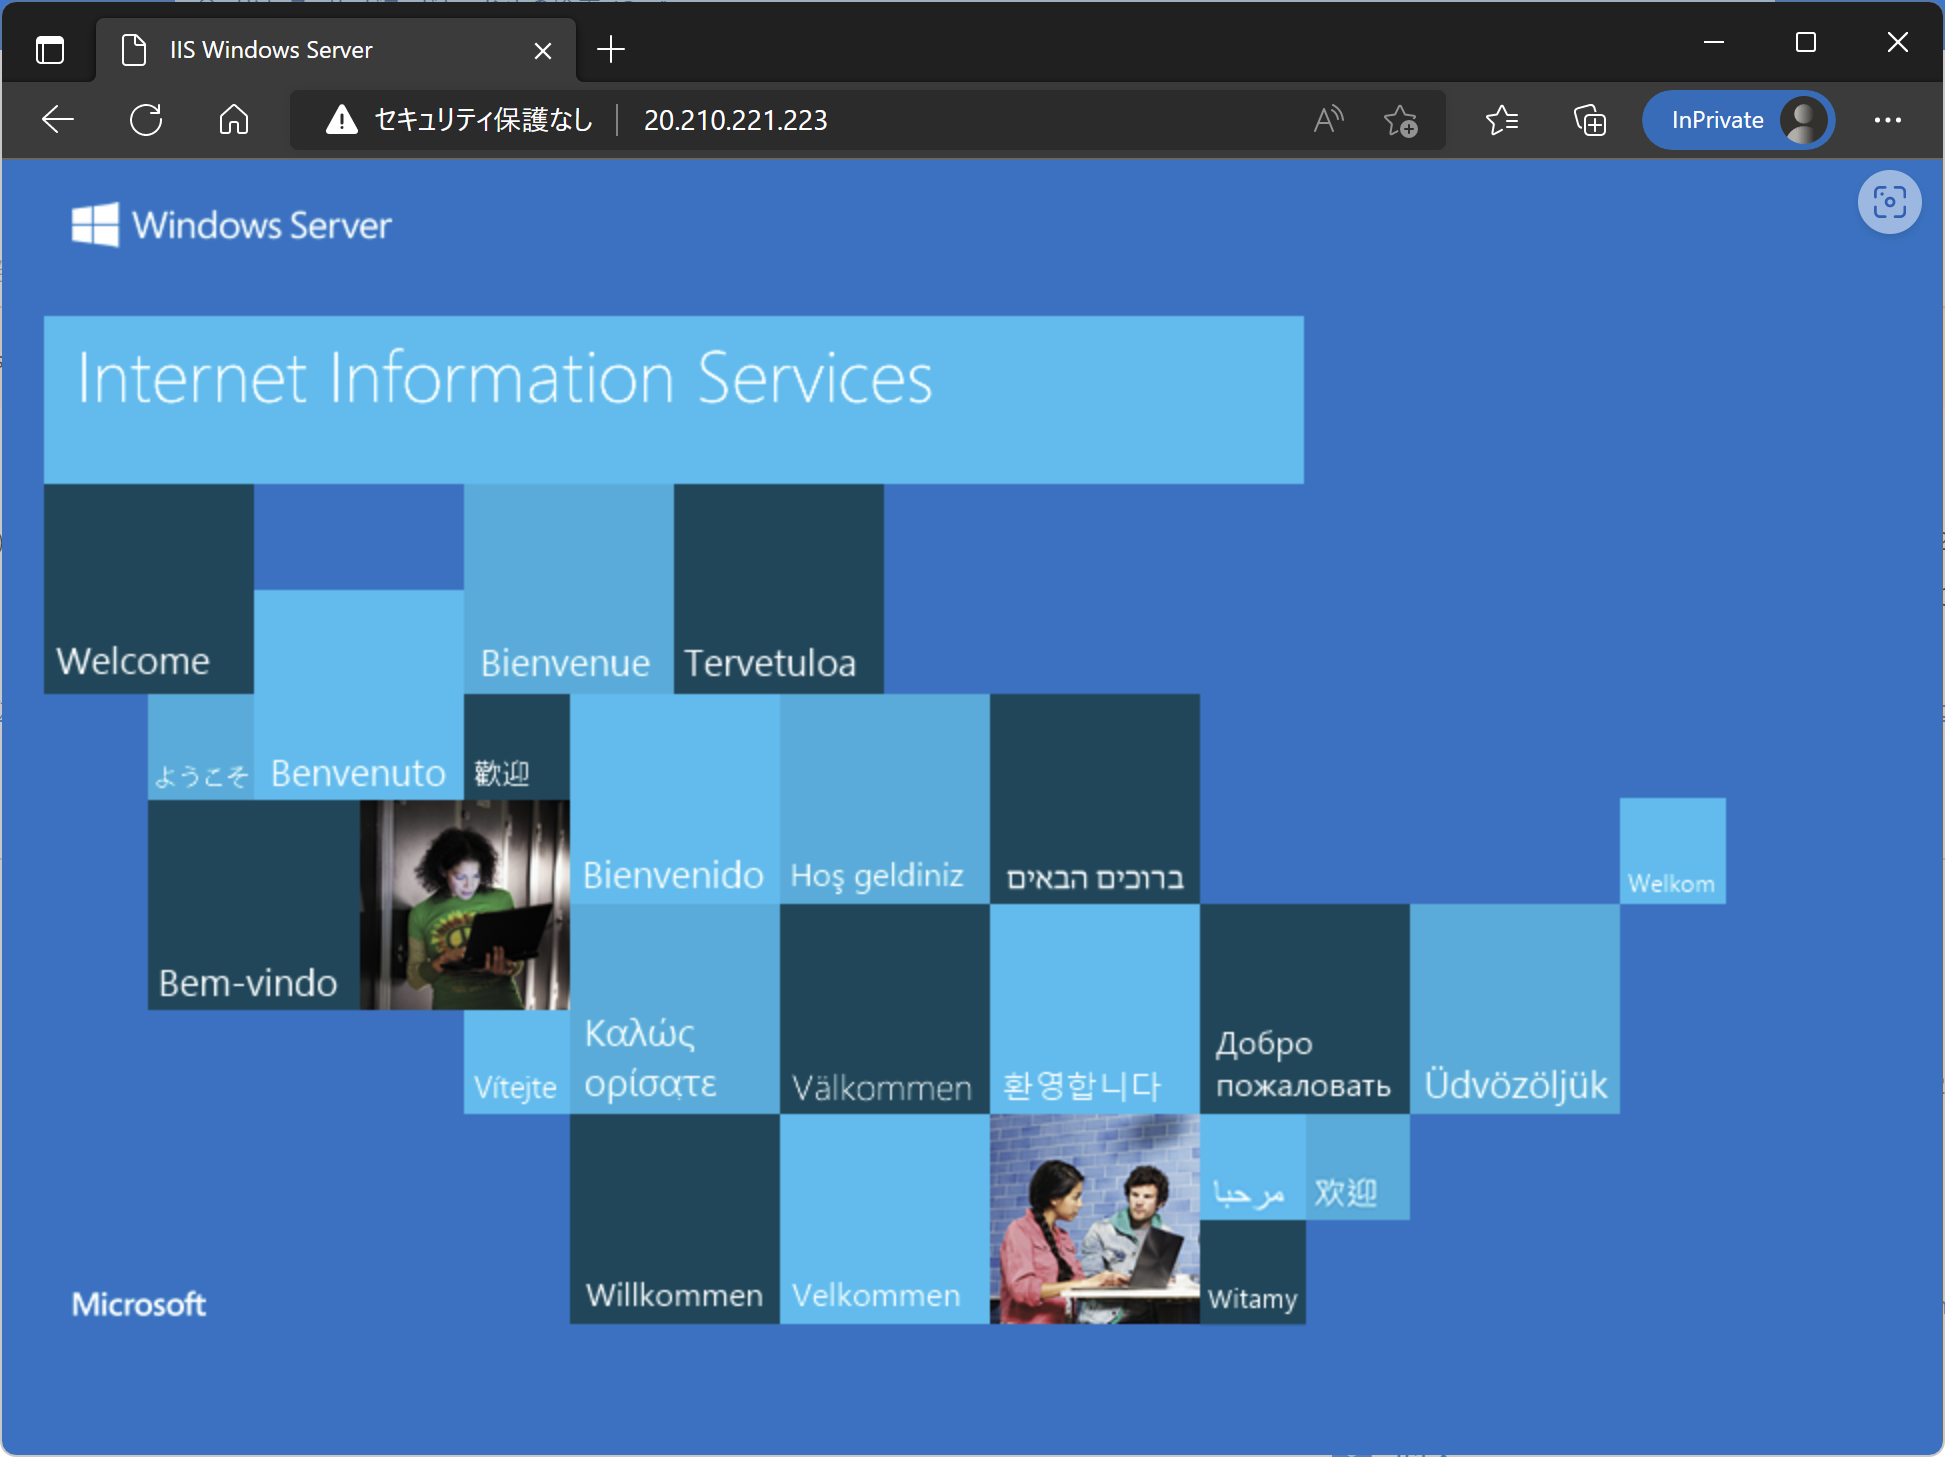 IIS Windows Server
セキュリティ保護なし
20.210.221.223
InPrivate
Windows Server
Internet Information Services
Welcome
Bienvenue
Tervetuloa
ようこそ
Benvenuto
歡迎
Bienvenido
Hoş geldiniz
ברוכים הבאים
Welkom
Bem-vindo
Vítejte
Καλώς
ορίσατε
Välkommen
환영합니다
Добро
пожаловать
Üdvözöljük
Willkommen
Velkommen
مرحبا
欢迎
Witamy
Microsoft